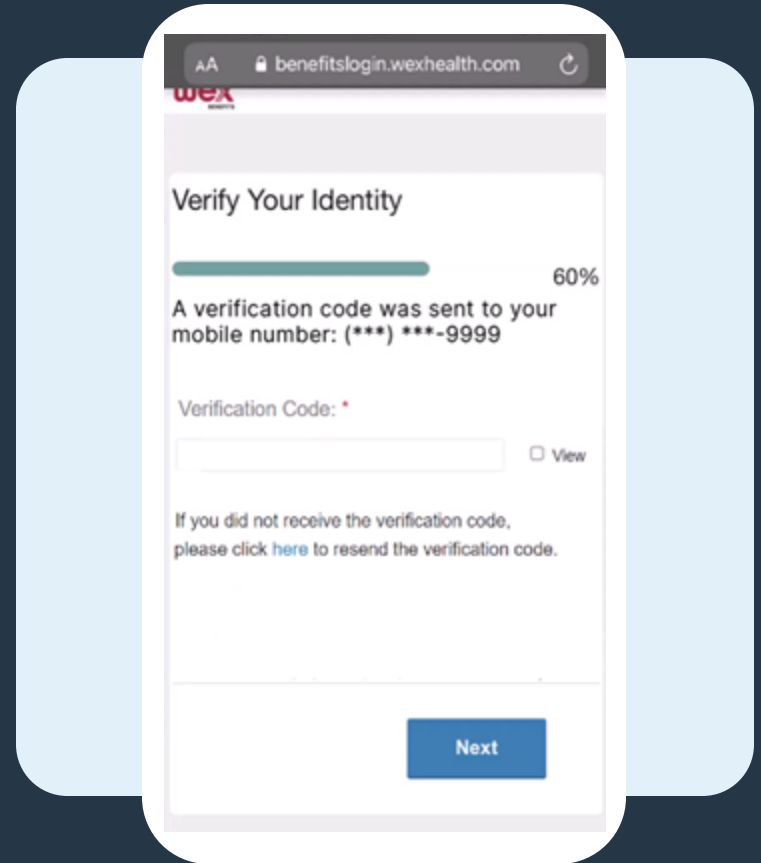 AA benefitslogin.wexhealth.com
wex
BENEFITS
Verify Your Identity
60%
A verification code was sent to your
mobile number: (***) ***-9999
Verification Code: *
View
If you did not receive the verification code,
please click here to resend the verification code.
Next